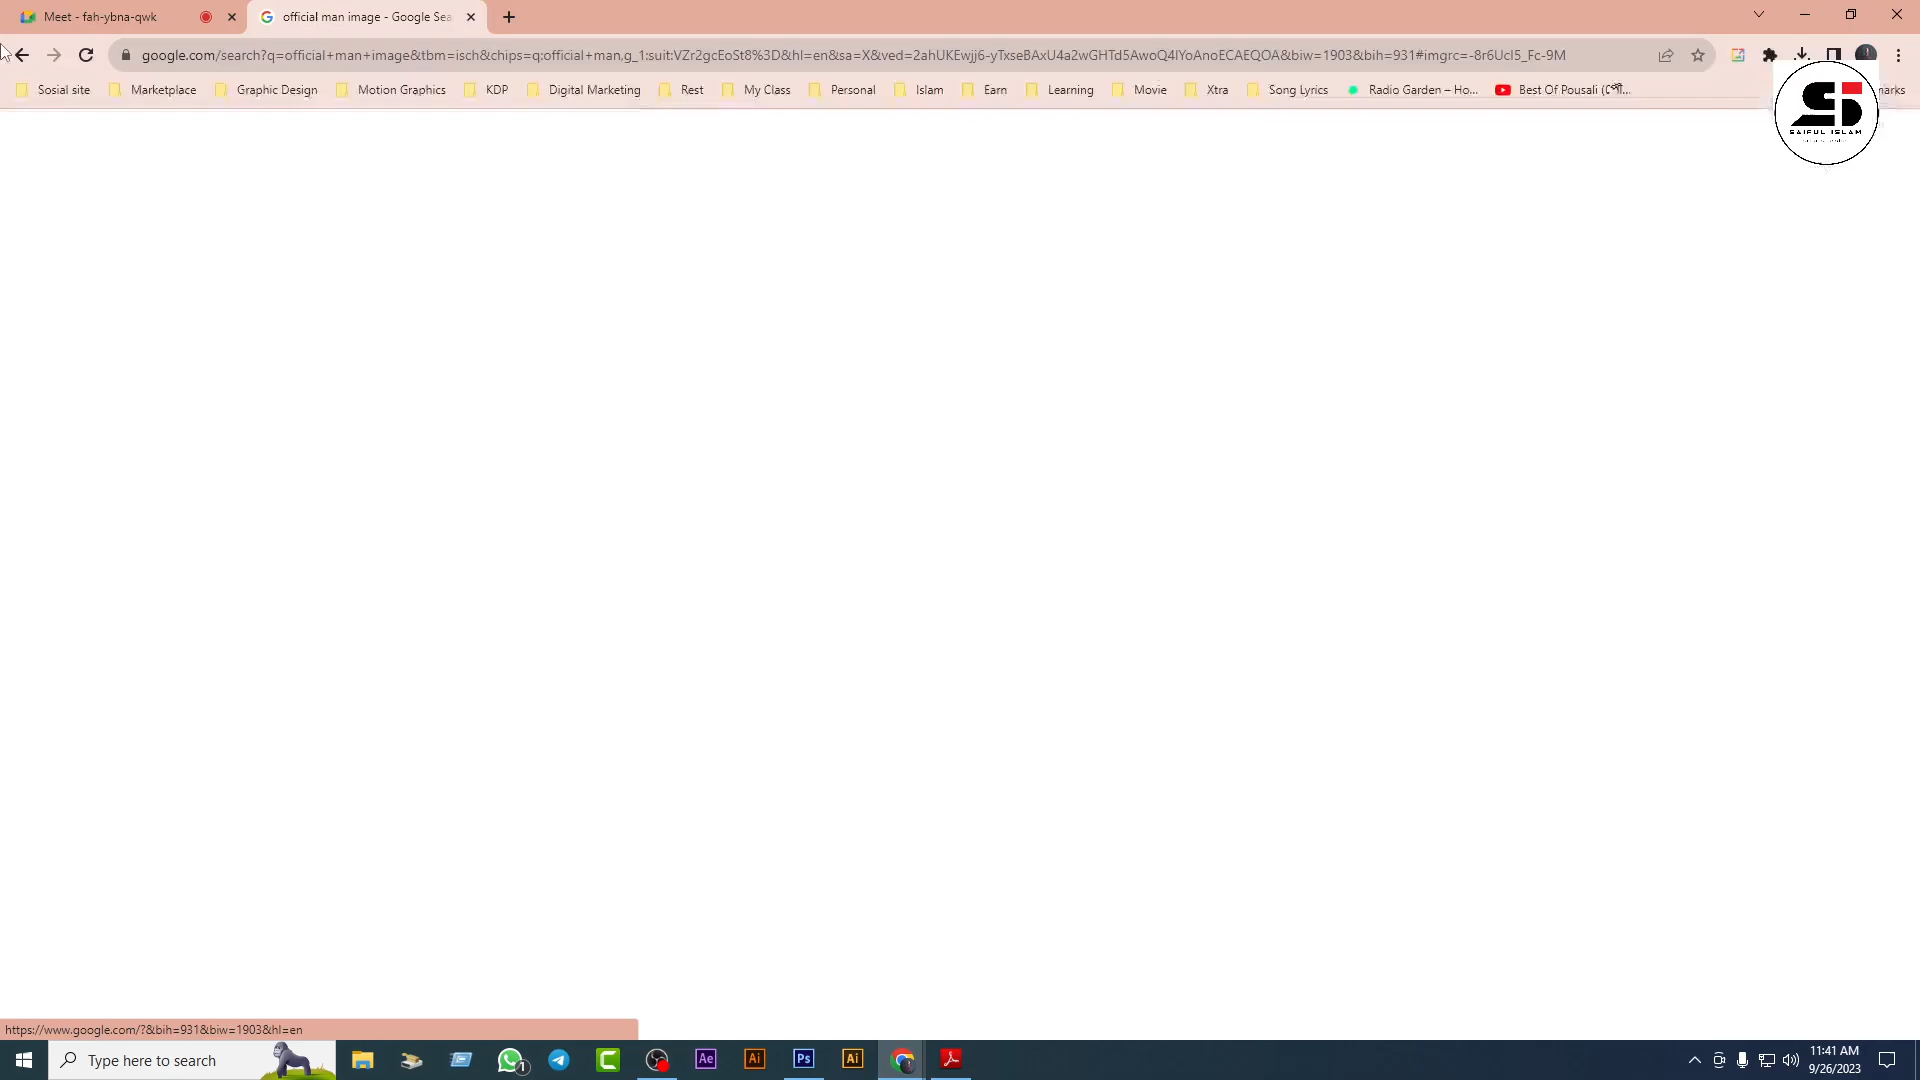 Meet - fah-ybna-qwk
official man image - Google Sea
google.com/search?q=official+man+image&tbm=isch&chips=q:official+man,g_1:suit:VZr2gcEoSt8%3D&hl=en&sa=X&ved=2ahUKEwjj6-yTxseBAxU4a2wGHTd5AwoQ4lYoAnoECAEQOA&biw=1903&bih=931#imgrc=-8r6UcI5_Fc-9M
Sosial site Marketplace Graphic Design Motion Graphics KDP Digital Marketing Rest My Class Personal Islam Earn Learning Movie Xtra Song Lyrics Radio Garden – Ho... Best Of Pousali
SAIFUL ISLAM
https://www.google.com/?&bih=931&biw=1903&hl=en
Type here to search
1
Ae
Ai
Ps
Ai
11:41 AM
9/26/2023